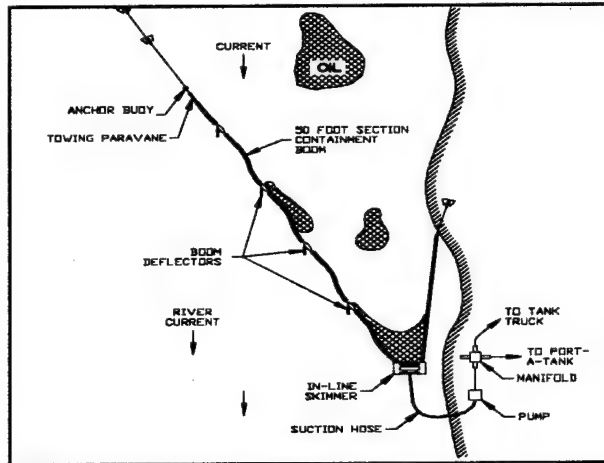 CURRENT
OIL
ANCHOR BUOY
TOWING PARAVANE
50 FOOT SECTION
CONTAINMENT
BOOM
BOOM
DEFLECTORS
RIVER
CURRENT
TO TANK
TRUCK
TO PORT-
A-TANK
MANIFOLD
IN-LINE
SKIMMER
PUMP
SUCTION HOSE